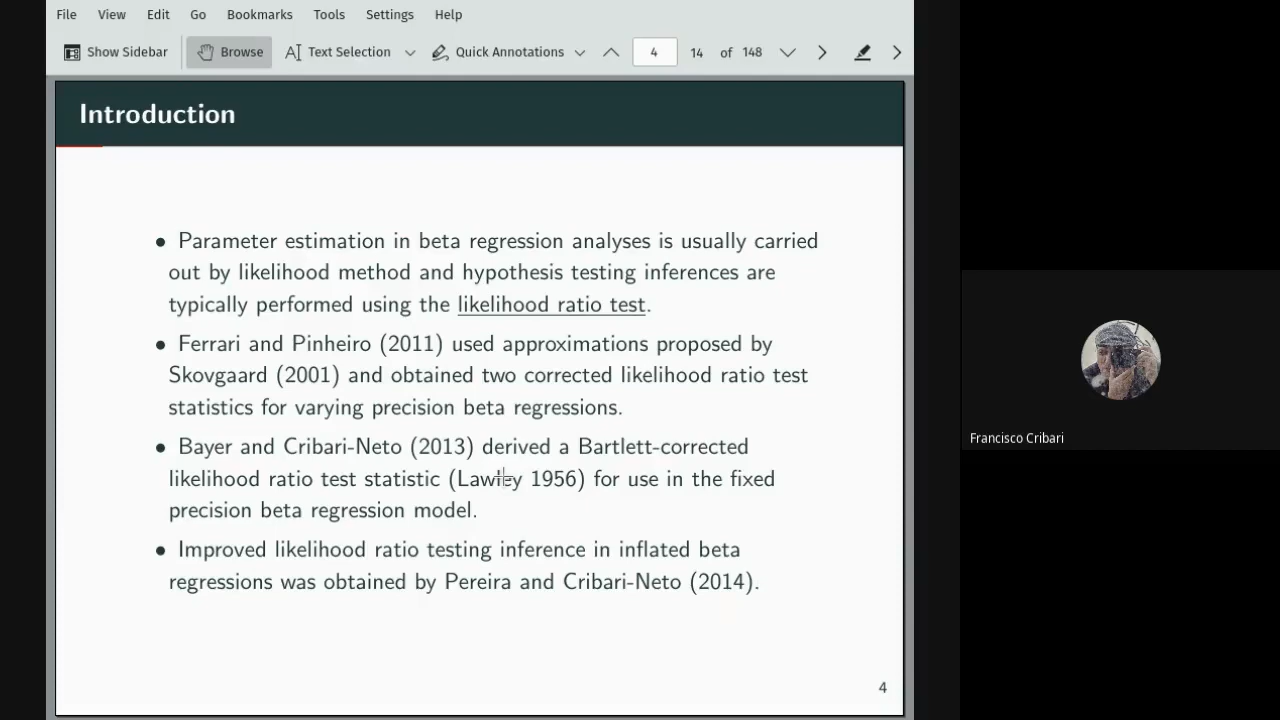 File View Edit Go Bookmarks Tools Settings Help
Show Sidebar Browse Text Selection Quick Annotations 4 14 of 148
Introduction
• Parameter estimation in beta regression analyses is usually carried
out by likelihood method and hypothesis testing inferences are
typically performed using the likelihood ratio test.
• Ferrari and Pinheiro (2011) used approximations proposed by
Skovgaard (2001) and obtained two corrected likelihood ratio test
statistics for varying precision beta regressions.
• Bayer and Cribari-Neto (2013) derived a Bartlett-corrected
likelihood ratio test statistic (Lawley 1956) for use in the fixed
precision beta regression model.
• Improved likelihood ratio testing inference in inflated beta
regressions was obtained by Pereira and Cribari-Neto (2014).
4
Francisco Cribari